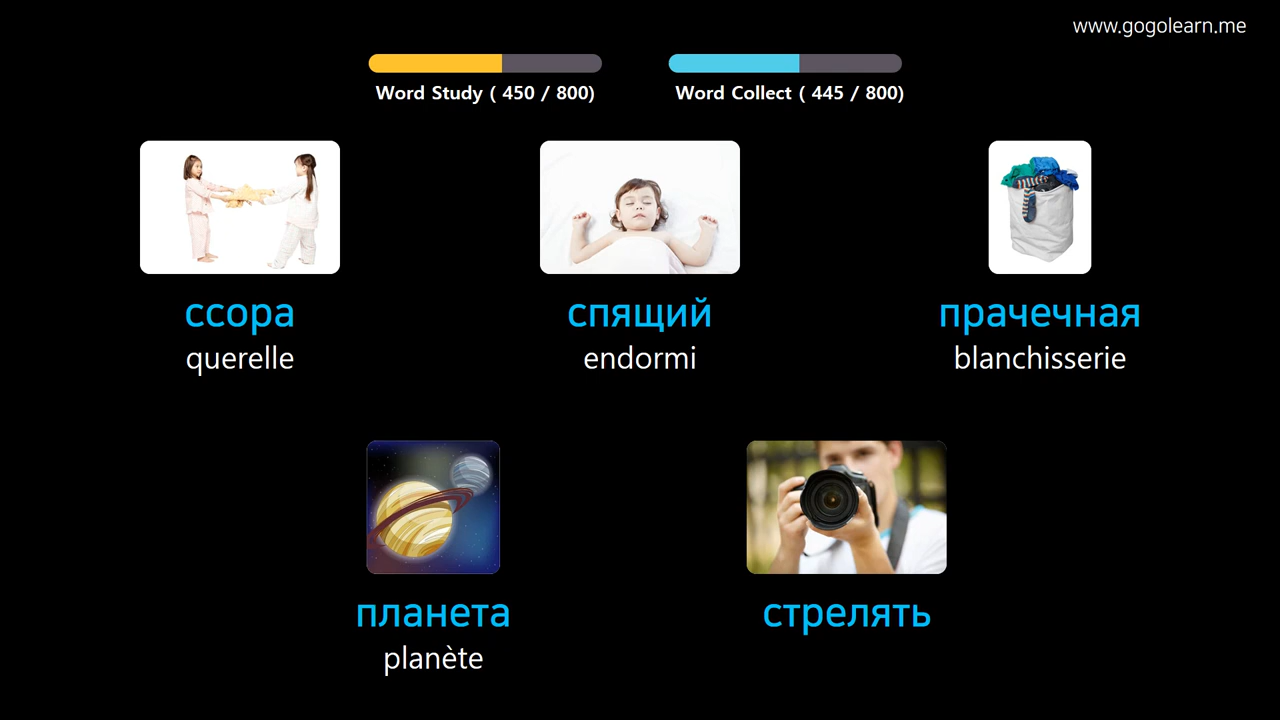 www.gogolearn.me
Word Study ( 450 / 800)
Word Collect ( 445 / 800)
ссора
querelle
спящий
endormi
прачечная
blanchisserie
планета
planète
стрелять